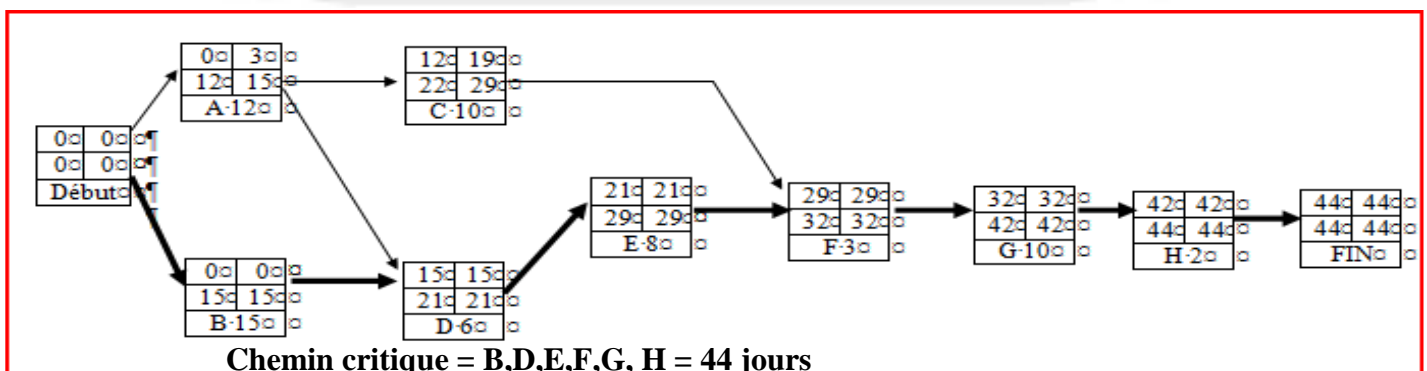 0¤ 3¤ ¤
12¤ 15¤ ¤
A·12¤ ¤
12¤ 19¤ ¤
22¤ 29¤ ¤
C·10¤ ¤
0¤ 0¤ ¤¶
0¤ 0¤ ¤¶
Début¤ ¤¶
21¤ 21¤ ¤
29¤ 29¤ ¤
E·8¤ ¤
29¤ 29¤ ¤
32¤ 32¤ ¤
F·3¤ ¤
32¤ 32¤ ¤
42¤ 42¤ ¤
G·10¤ ¤
42¤ 42¤ ¤
44¤ 44¤ ¤
H·2¤ ¤
44¤ 44¤ ¤
44¤ 44¤ ¤
FIN¤ ¤
0¤ 0¤ ¤
15¤ 15¤ ¤
B·15¤ ¤
15¤ 15¤ ¤
21¤ 21¤ ¤
D·6¤ ¤
Chemin critique = B,D,E,F,G, H = 44 jours